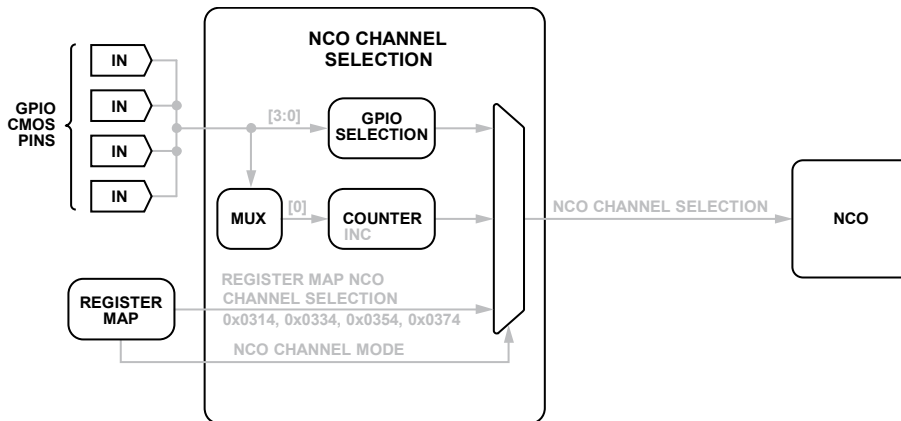 NCO CHANNEL
SELECTION
GPIO
CMOS
PINS
IN
IN
IN
IN
[3:0]
GPIO
SELECTION
MUX
[0]
COUNTER
INC
NCO CHANNEL SELECTION
NCO
REGISTER
MAP
REGISTER MAP NCO
CHANNEL SELECTION
0x0314, 0x0334, 0x0354, 0x0374
NCO CHANNEL MODE